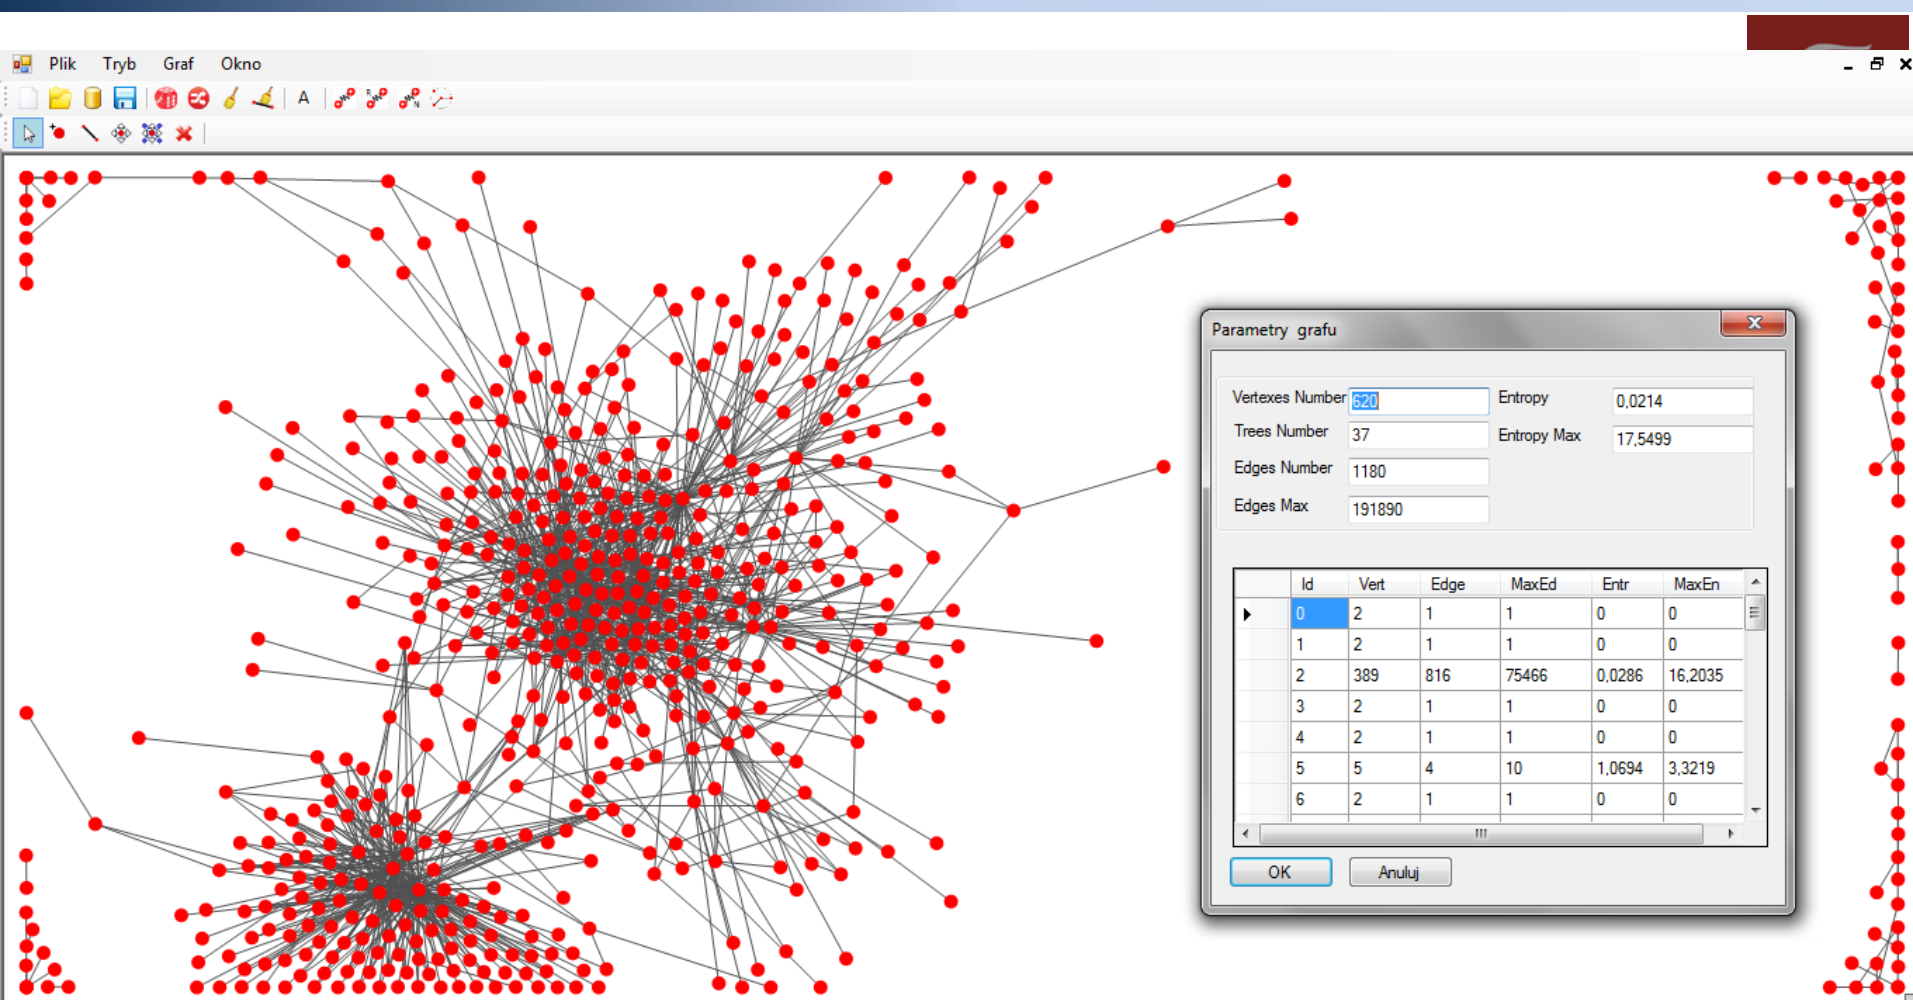 Plik Tryb Graf Okno
A
Parametry grafu
Vertexes Number 620 Entropy 0,0214
Trees Number 37 Entropy Max 17,5499
Edges Number 1180
Edges Max 191890
Id Vert Edge MaxEd Entr MaxEn
0 2 1 1 0 0
1 2 1 1 0 0
2 389 816 75466 0,0286 16,2035
3 2 1 1 0 0
4 2 1 1 0 0
5 5 4 10 1,0694 3,3219
6 2 1 1 0 0
OK Anuluj